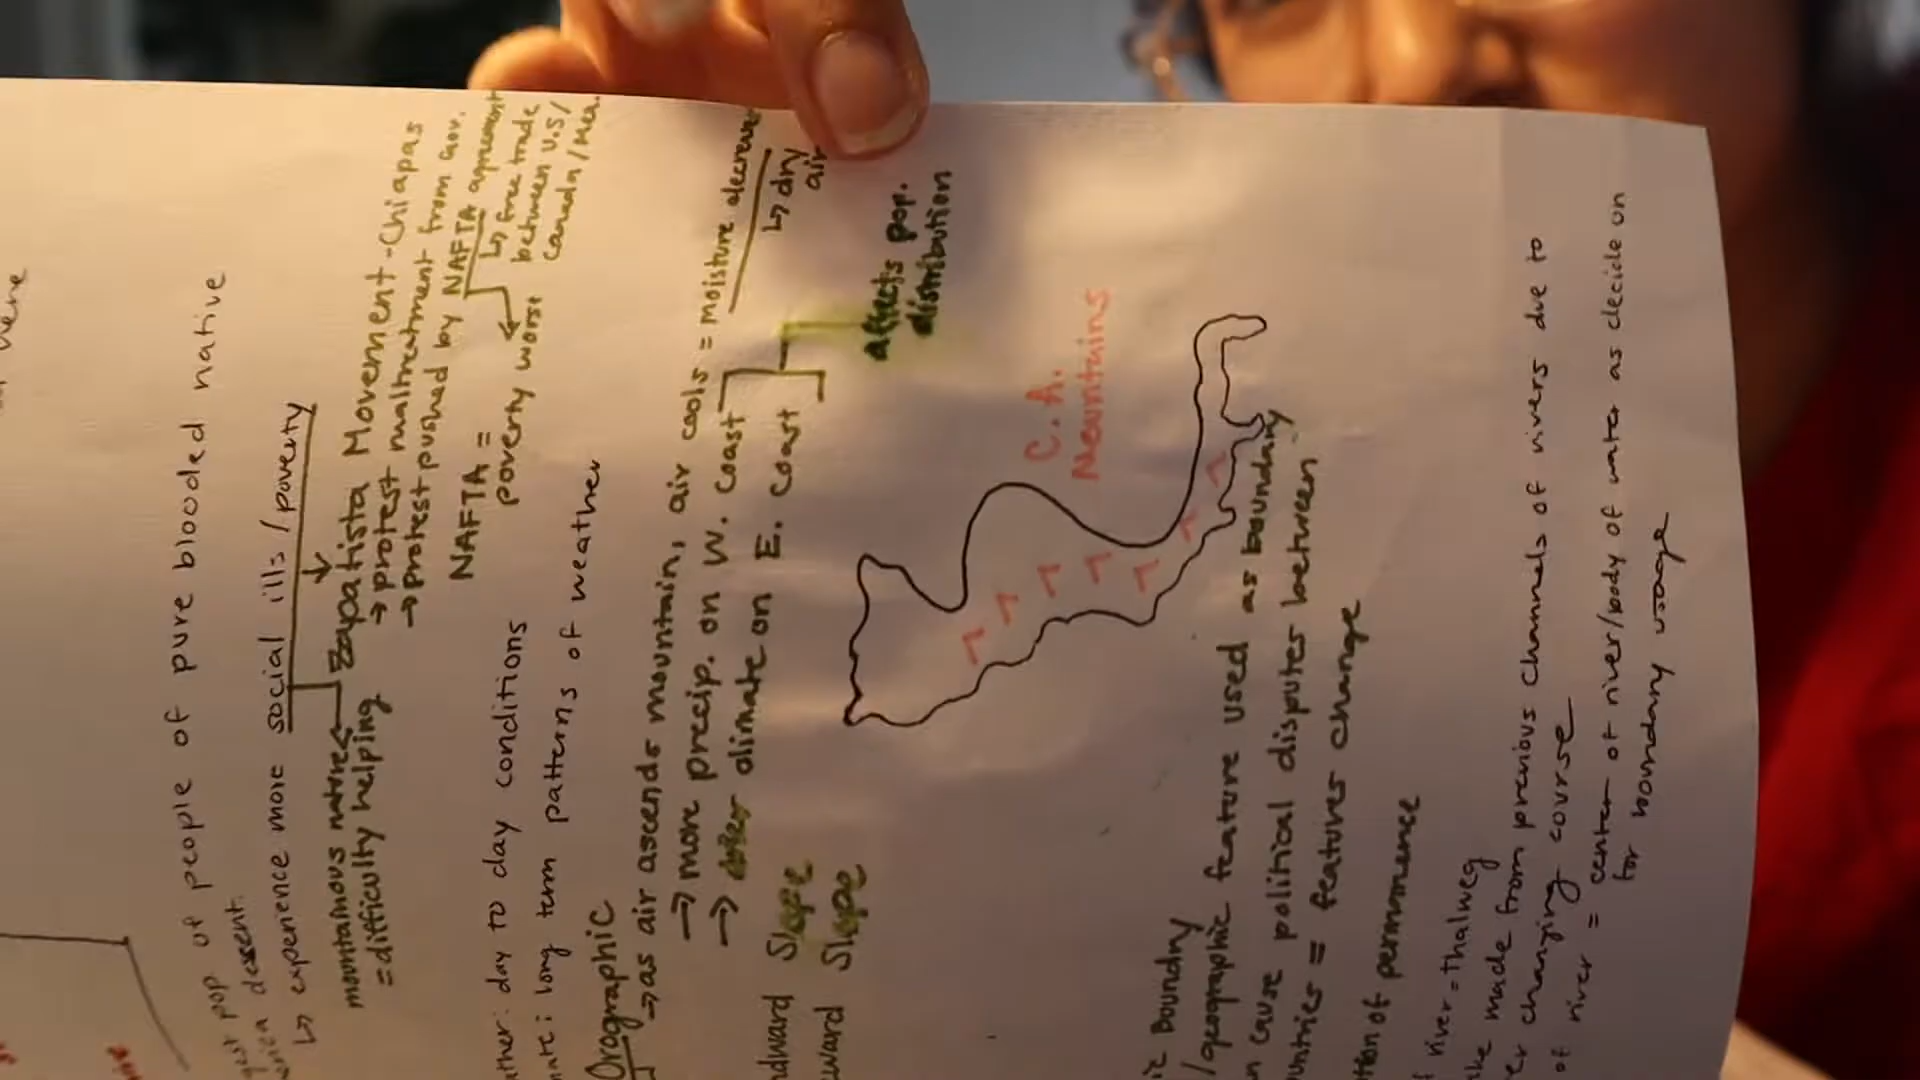 here
pop of people of pure blooded native
descent.
↳ experience more social ills/poverty
Zapatista Movement - Chiapas
→ protest maltreatment from Gov.
→ protest pushed by NAFTA agreement
↳ free trade
between U.S/
NAFTA =
poverty worst
mountainous nature
= difficulty helping
day to day conditions
long term patterns of weather
Orographic
→ as air ascends mountain, air cools = moisture decreases
↳ dry
air
→ more precip. on W. Coast
→ climate on E. Coast
affects pop.
distribution
Slope
Slope
C.A.
Mountains
Boundry
/geographic feature used as boundary
cause political disputes between
= features change
of permanence
river = thalweg
made from previous channels of rivers due to
changing course
of river = center of river/body of water as decide on
for boundary usage